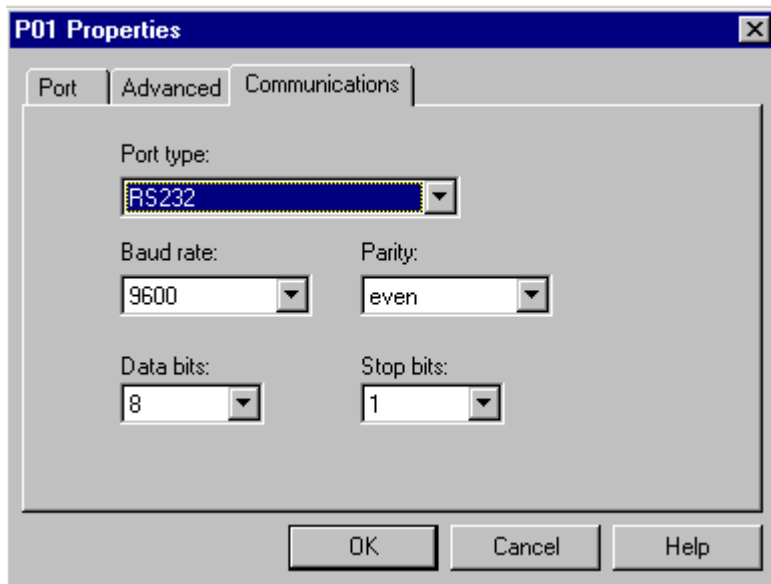 P01 Properties
Port Advanced Communications
Port type:
RS232
Baud rate: Parity:
9600 even
Data bits: Stop bits:
8 1
OK Cancel Help